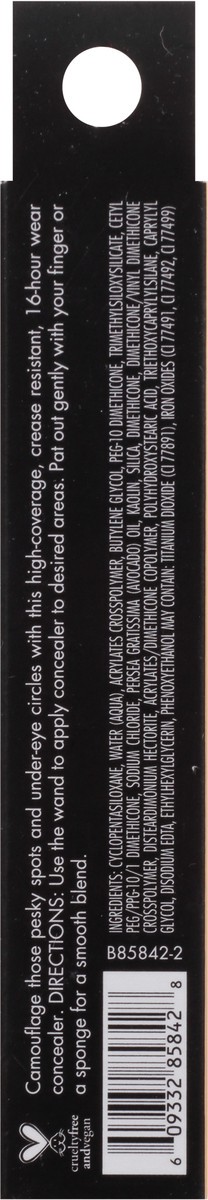 Camouflage those pesky spots and under-eye circles with this high-coverage, crease resistant, 16-hour wear
concealer. DIRECTIONS: Use the wand to apply concealer to desired areas. Pat out gently with your finger or
a sponge for a smooth blend.
INGREDIENTS: CYCLOPENTASILOXANE, WATER (AQUA), ACRYLATES CROSSPOLYMER, BUTYLENE GLYCOL, PEG-10 DIMETHICONE, TRIMETHYLSILOXYSILICATE, CETYL
PEG/PPG-10/1 DIMETHICONE, SODIUM CHLORIDE, PERSEA GRATISSIMA (AVOCADO) OIL, KAOLIN, SILICA, DIMETHICONE, DIMETHICONE/VINYL DIMETHICONE
CROSSPOLYMER, DISTEARDIMONIUM HECTORITE, ACRYLATES/DIMETHICONE COPOLYMER, POLYHYDROXYSTEARIC ACID, TRIETHOXYCAPRYLYLSILANE, CAPRYLYL
GLYCOL, DISODIUM EDTA, ETHYLHEXYLGLYCERIN, PHENOXYETHANOL MAY CONTAIN: TITANIUM DIOXIDE (CI 77891), IRON OXIDES (CI 77491, CI 77492, CI 77499)
crueltyfree
andvegan
B85842-2
6 09332 85842 8